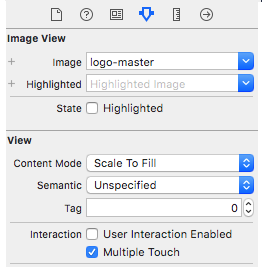 Image View
+ Image logo-master
+ Highlighted Highlighted Image
State Highlighted
View
Content Mode Scale To Fill
Semantic Unspecified
Tag 0
Interaction User Interaction Enabled
Multiple Touch